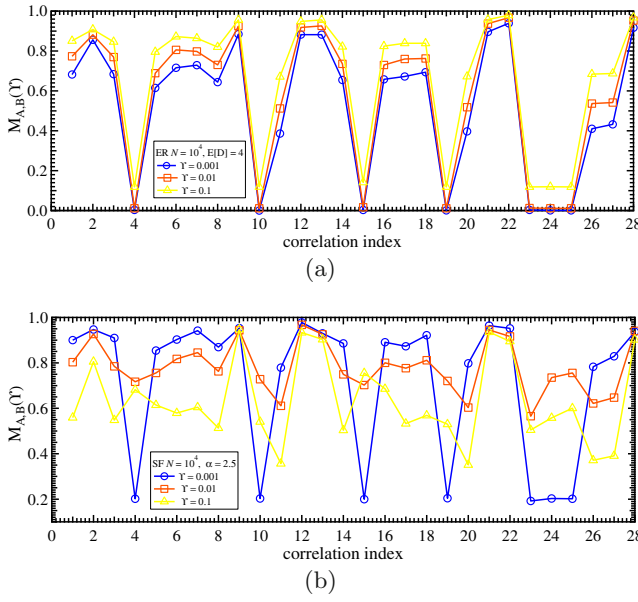 1.0
0.8
0.6
0.4
0.2
0.0
M_{A,B}(ϒ)
ER N = 10^4, E[D] = 4
ϒ = 0.001
ϒ = 0.01
ϒ = 0.1
0 2 4 6 8 10 12 14 16 18 20 22 24 26 28
correlation index
(a)
1.0
0.8
0.6
0.4
0.2
M_{A,B}(ϒ)
SF N = 10^4, α = 2.5
ϒ = 0.001
ϒ = 0.01
ϒ = 0.1
0 2 4 6 8 10 12 14 16 18 20 22 24 26 28
correlation index
(b)